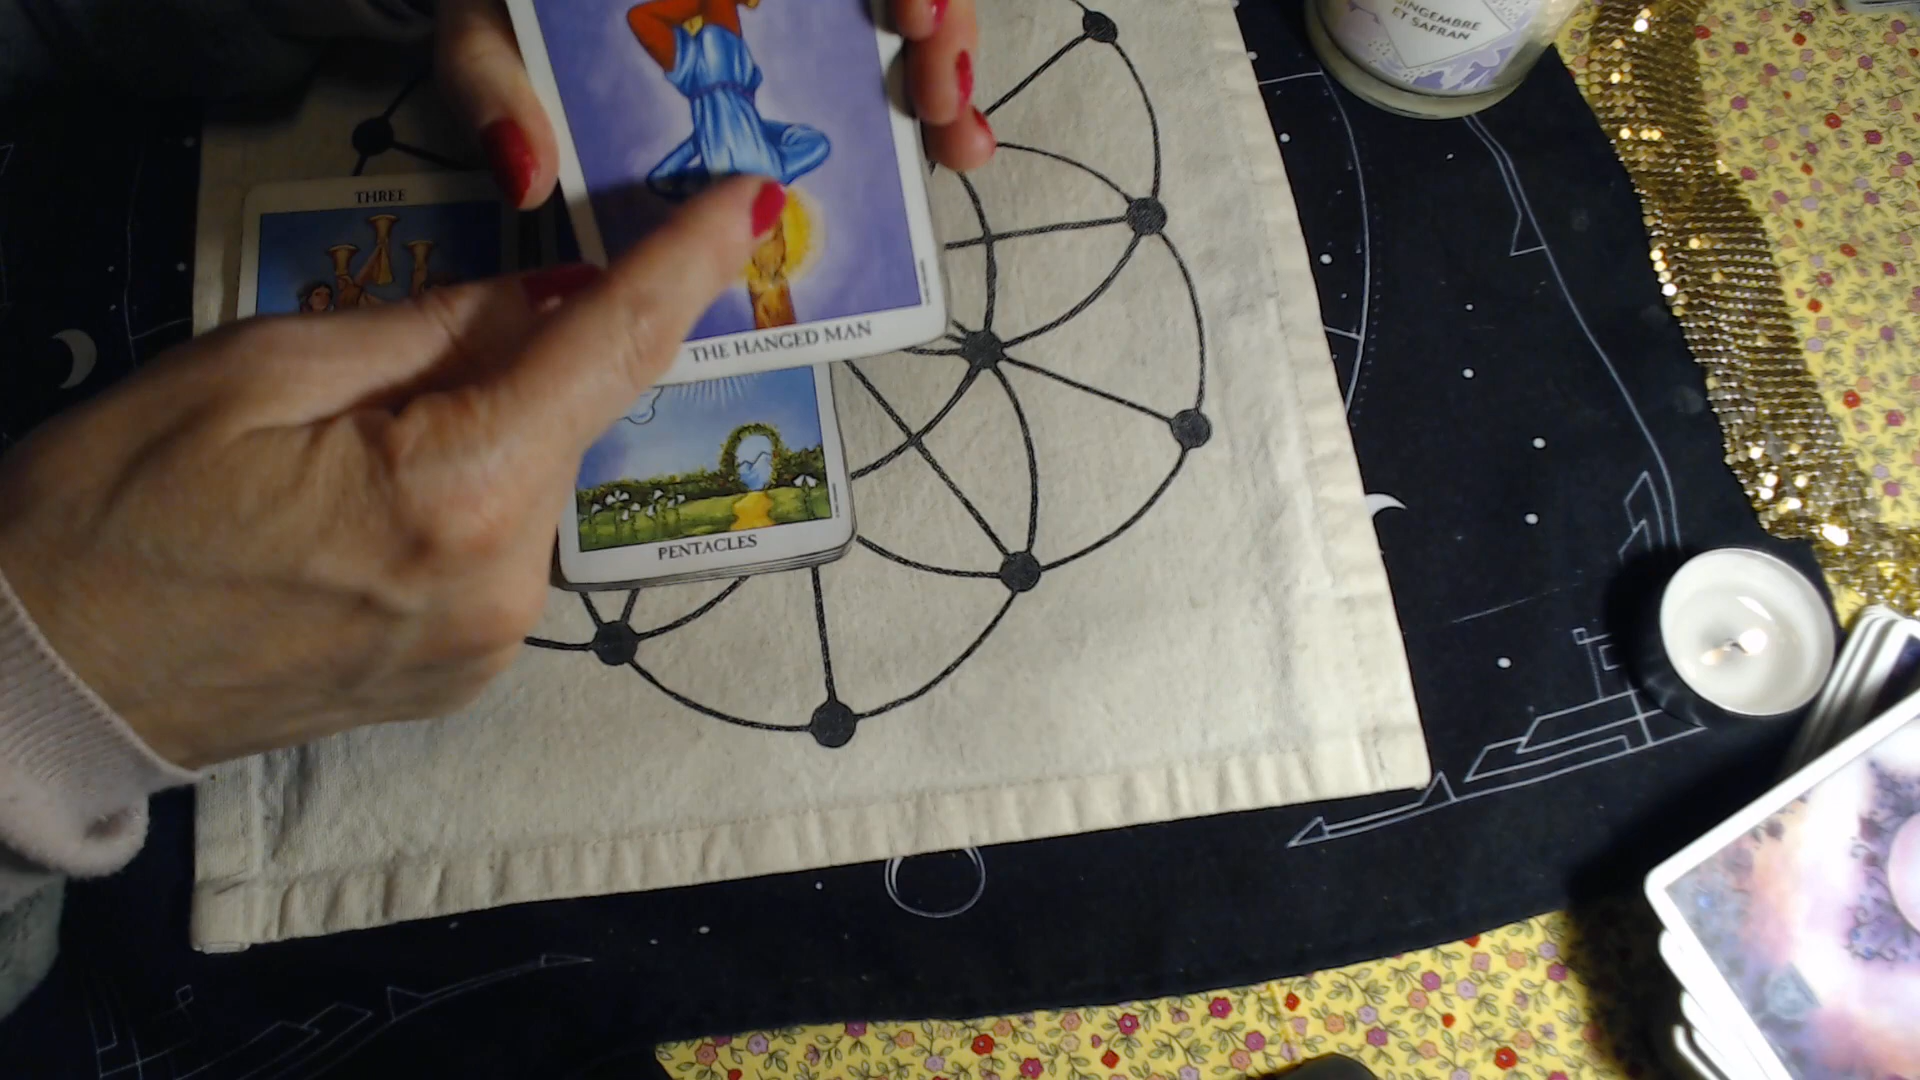 GINGEMBRE
ET SAFRAN
THREE
THE HANGED MAN
PENTACLES